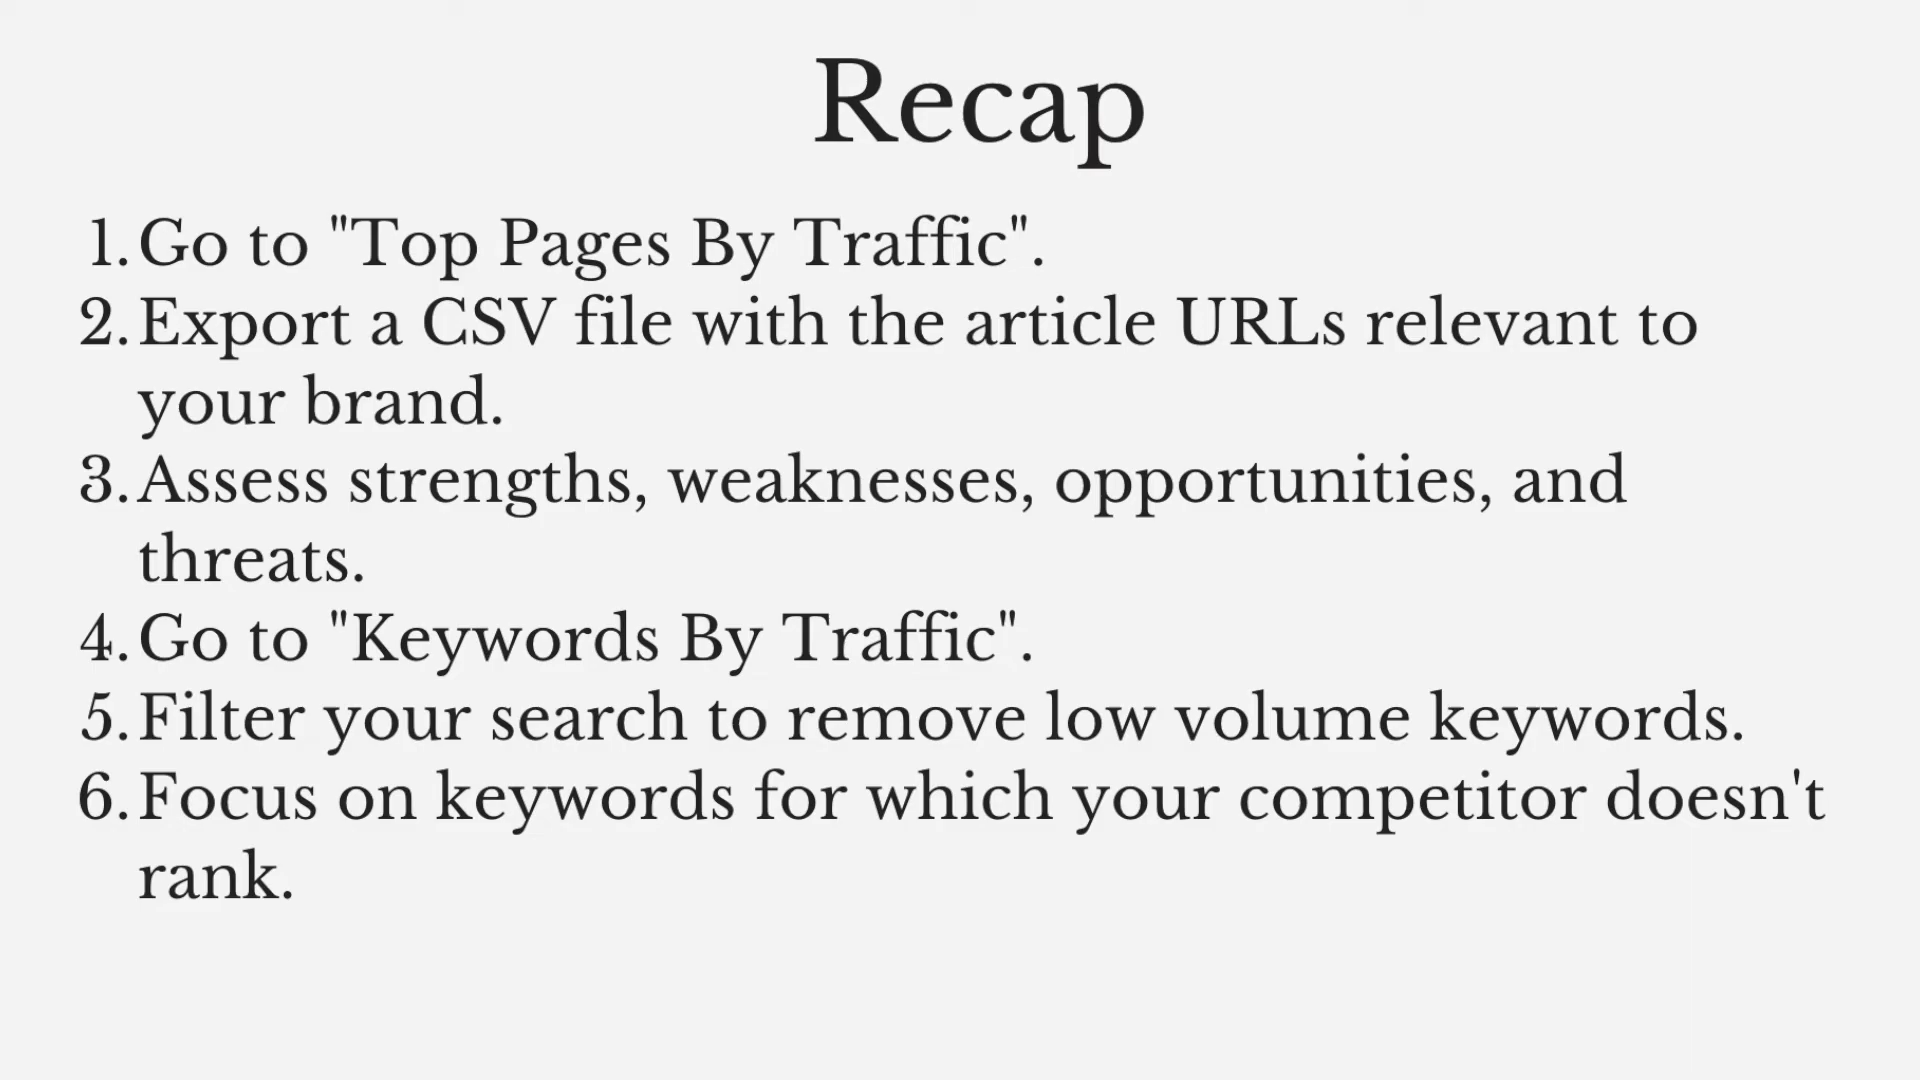 Recap
1. Go to "Top Pages By Traffic".
2. Export a CSV file with the article URLs relevant to
your brand.
3. Assess strengths, weaknesses, opportunities, and
threats.
4. Go to "Keywords By Traffic".
5. Filter your search to remove low volume keywords.
6. Focus on keywords for which your competitor doesn't
rank.